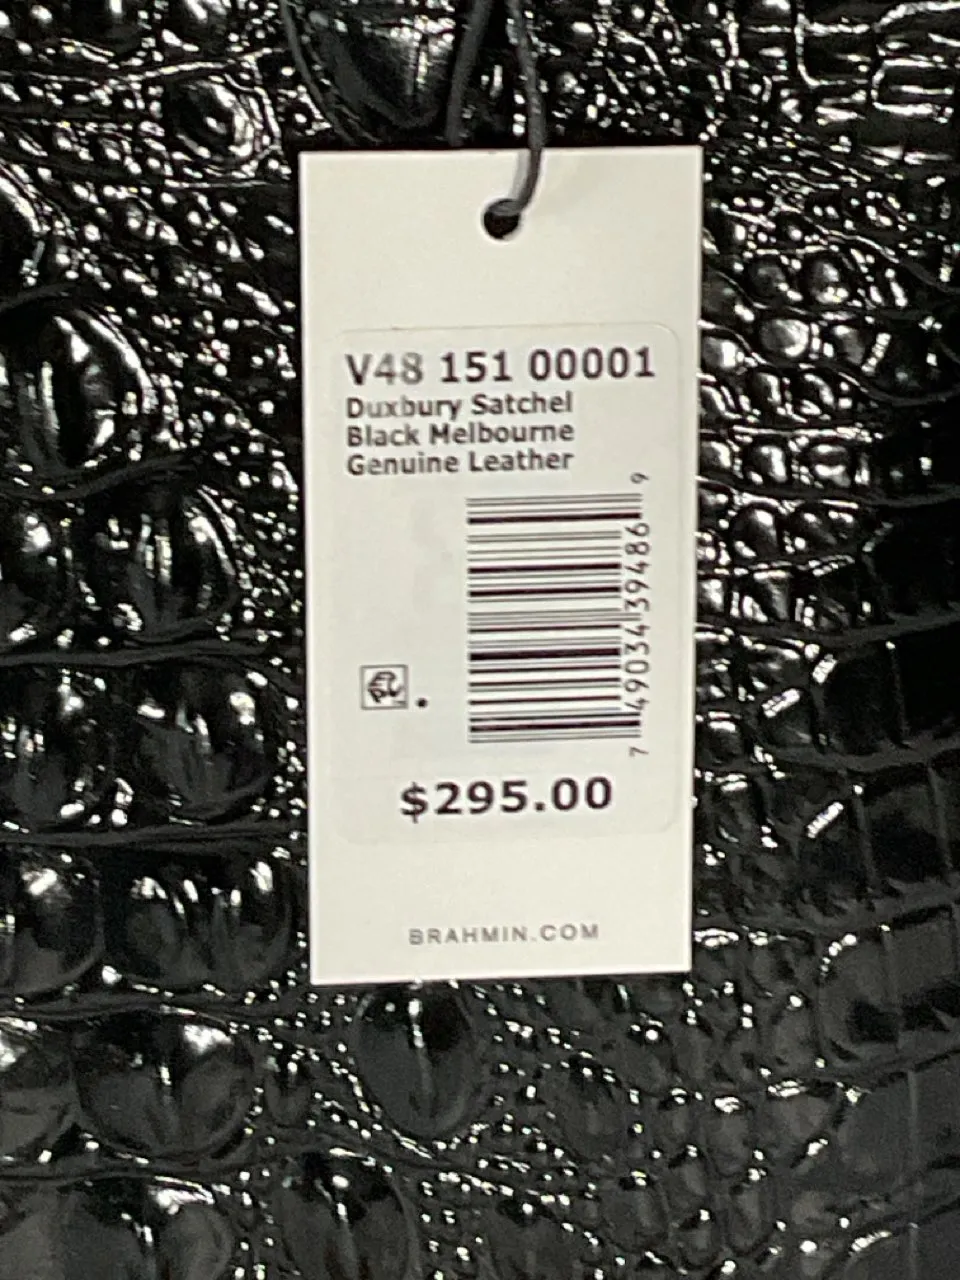 V48 151 00001
Duxbury Satchel
Black Melbourne
Genuine Leather
7 49034 39486 9
$295.00
BRAHMIN.COM